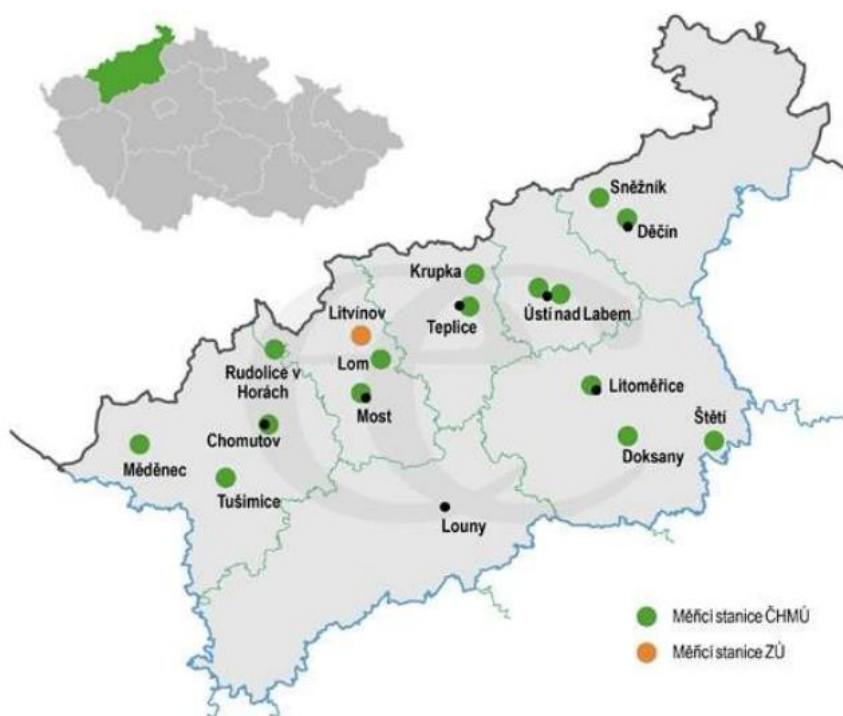 Sněžník
Děčín
Krupka
Teplice
Ústí nad Labem
Litvínov
Lom
Rudolice v
Horách
Most
Litoměřice
Štětí
Chomutov
Doksany
Měděnec
Tušimice
Louny
Měřicí stanice ČHMÚ
Měřicí stanice ZÚ